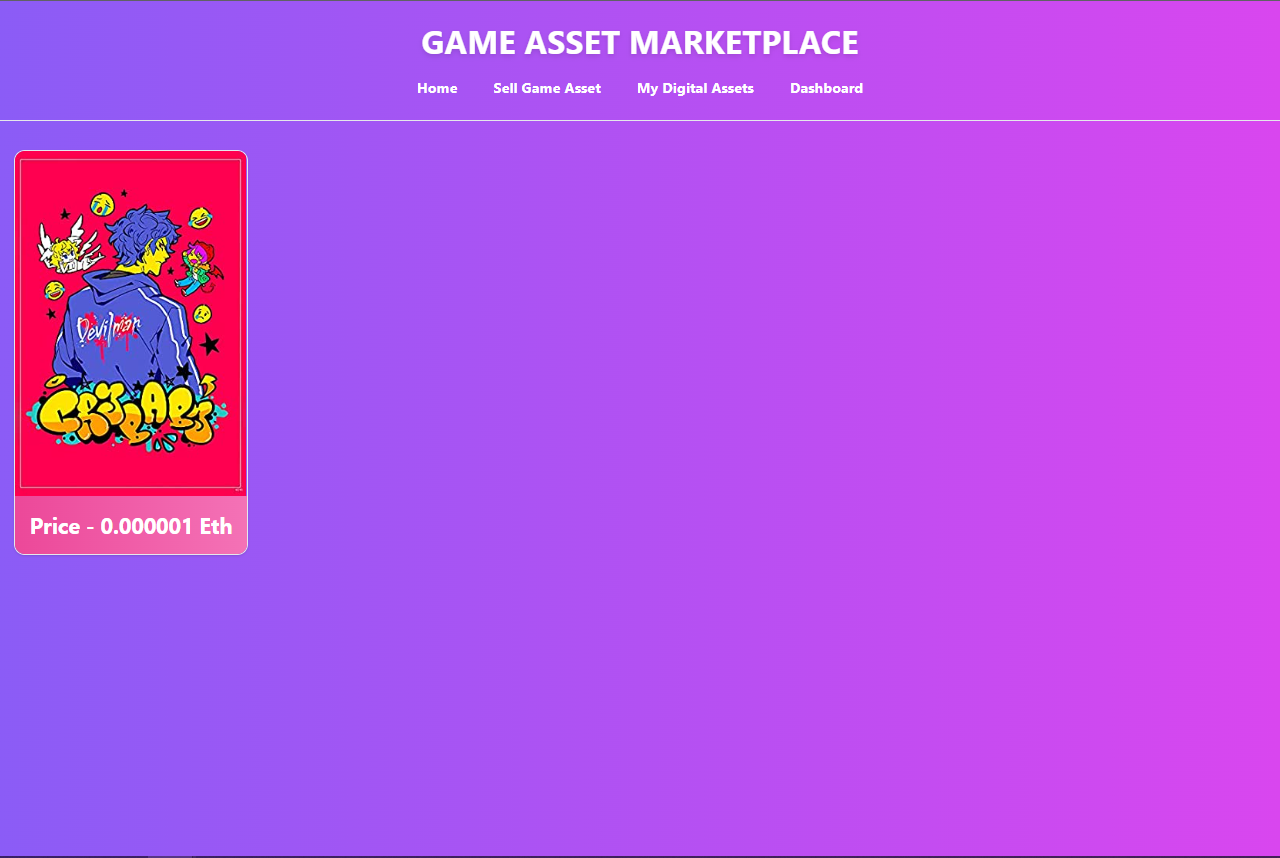 GAME ASSET MARKETPLACE
Home Sell Game Asset My Digital Assets Dashboard
Devilman
CRYBABY
Price - 0.000001 Eth